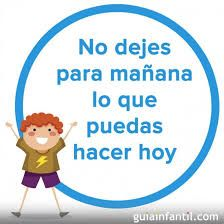 No dejes
para mañana
lo que
puedas
hacer hoy
guiainfantil.com